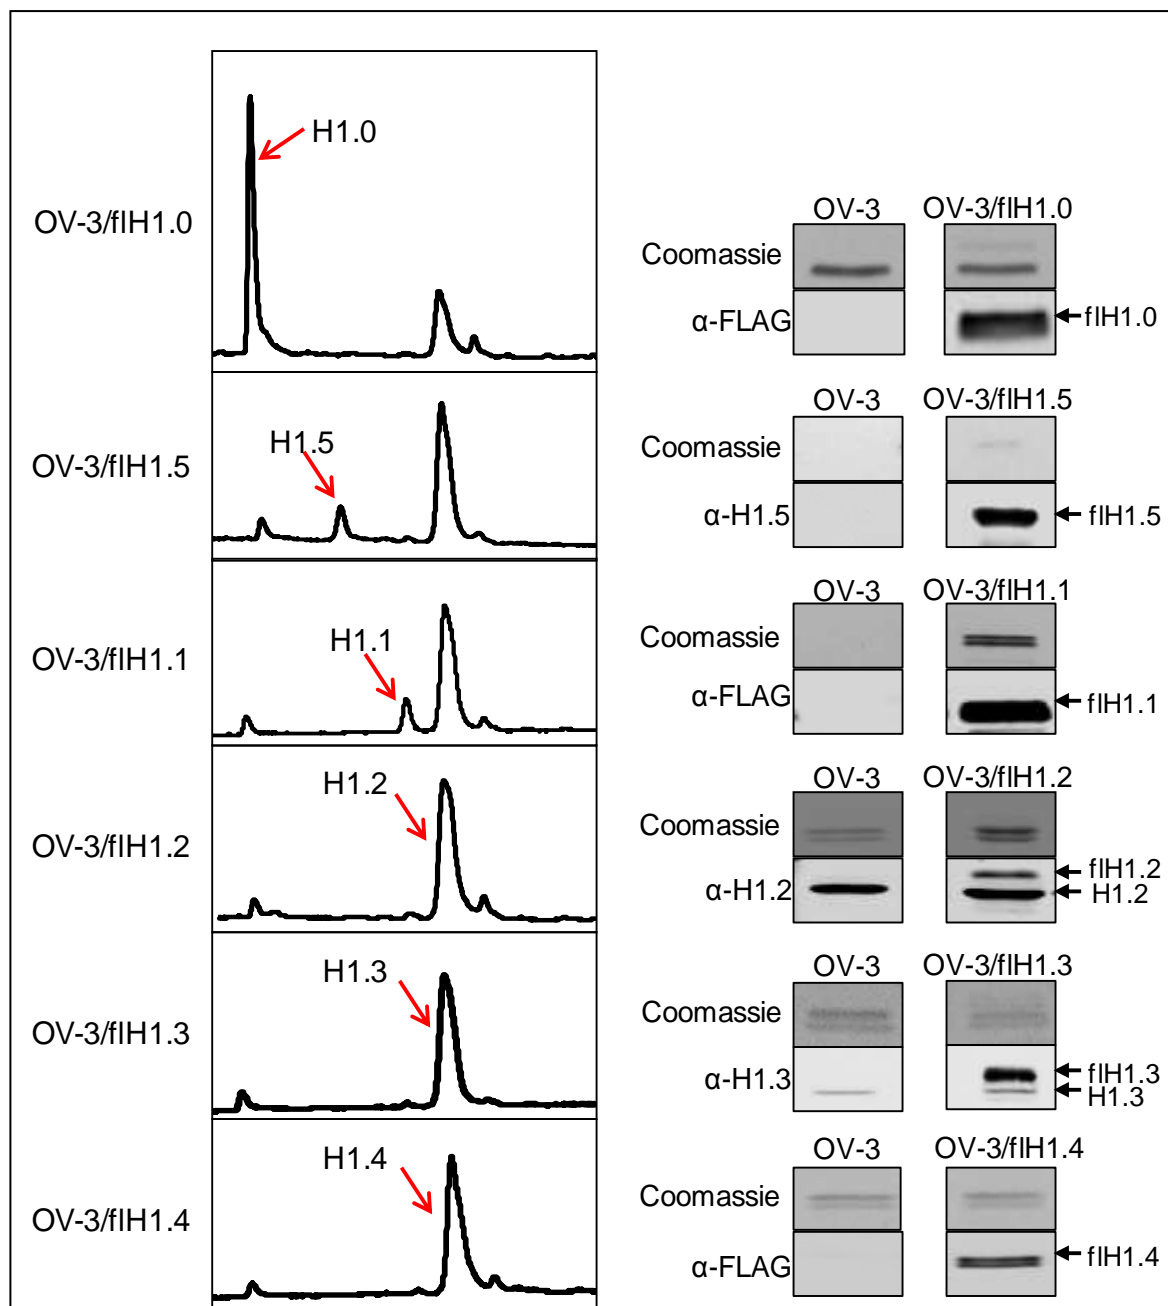 H1.0
OV-3/flH1.0
H1.5
OV-3/flH1.5
H1.1
OV-3/flH1.1
H1.2
OV-3/flH1.2
H1.3
OV-3/flH1.3
H1.4
OV-3/flH1.4
OV-3 OV-3/flH1.0
Coomassie
α-FLAG flH1.0
OV-3 OV-3/flH1.5
Coomassie
α-H1.5 flH1.5
OV-3 OV-3/flH1.1
Coomassie
α-FLAG flH1.1
OV-3 OV-3/flH1.2
Coomassie
flH1.2
α-H1.2 H1.2
OV-3 OV-3/flH1.3
Coomassie
α-H1.3 flH1.3
H1.3
OV-3 OV-3/flH1.4
Coomassie
α-FLAG flH1.4